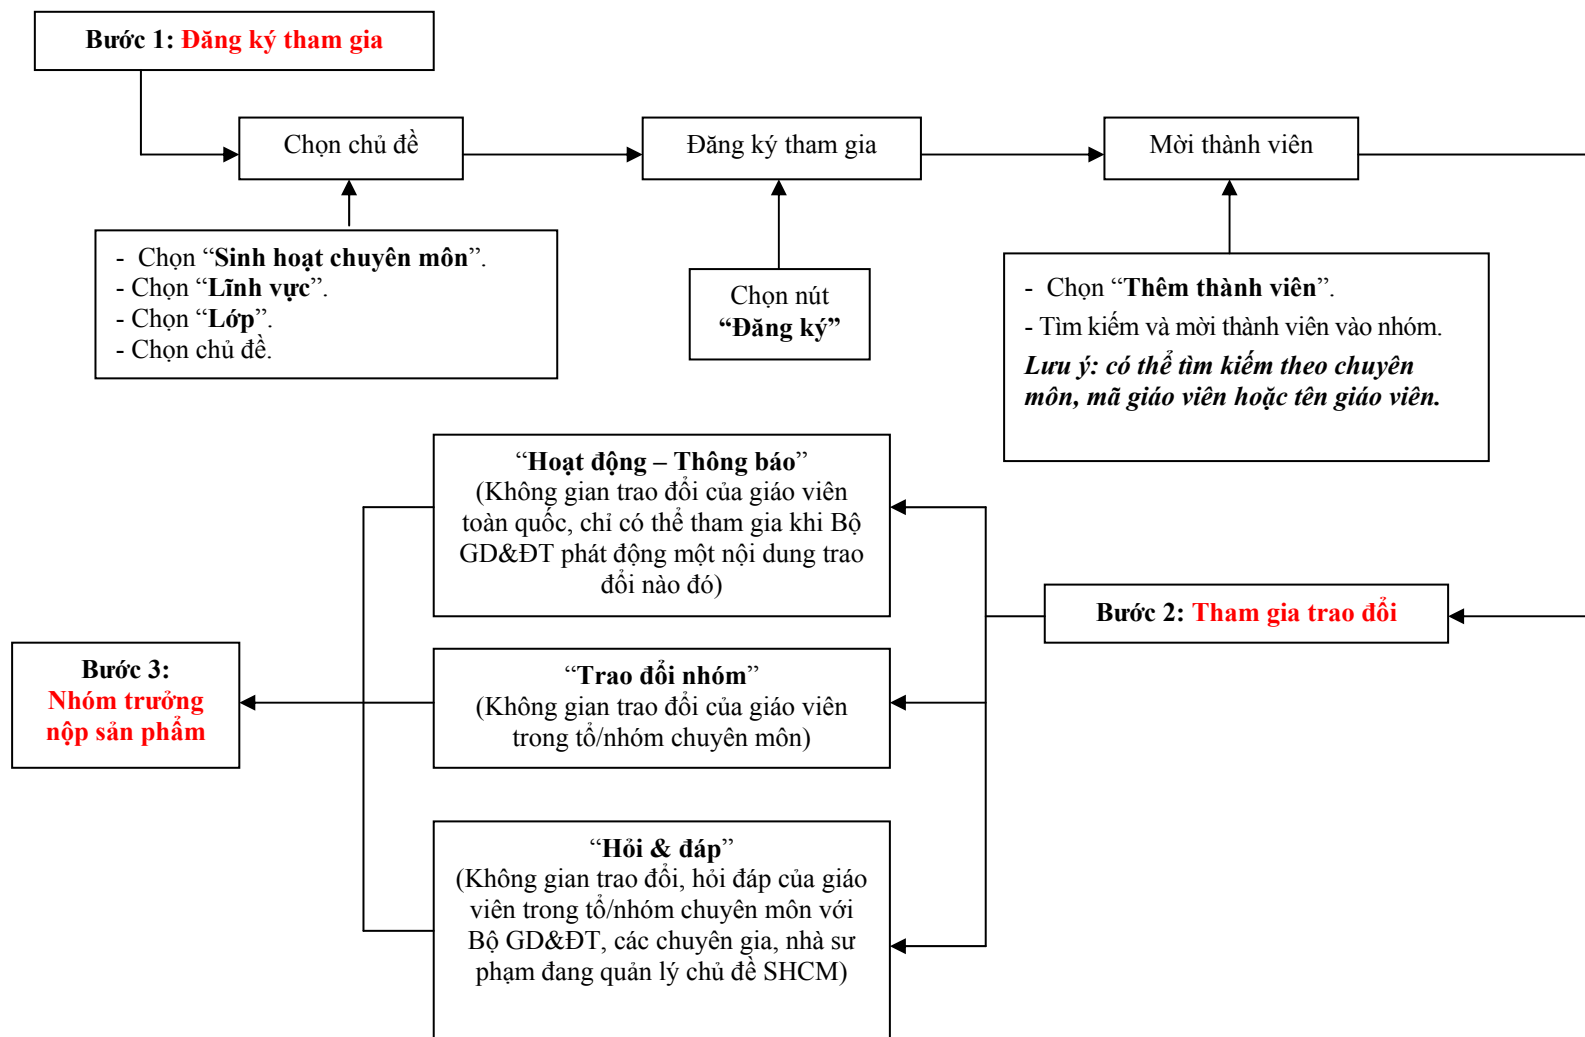 Bước 1: Đăng ký tham gia
Chọn chủ đề
Đăng ký tham gia
Mời thành viên
- Chọn “Sinh hoạt chuyên môn”.
- Chọn “Lĩnh vực”.
- Chọn “Lớp”.
- Chọn chủ đề.
Chọn nút
“Đăng ký”
- Chọn “Thêm thành viên”.
- Tìm kiếm và mời thành viên vào nhóm.
Lưu ý: có thể tìm kiếm theo chuyên
môn, mã giáo viên hoặc tên giáo viên.
Bước 2: Tham gia trao đổi
“Hoạt động – Thông báo”
(Không gian trao đổi của giáo viên
toàn quốc, chỉ có thể tham gia khi Bộ
GD&ĐT phát động một nội dung trao
đổi nào đó)
“Trao đổi nhóm”
(Không gian trao đổi của giáo viên
trong tổ/nhóm chuyên môn)
“Hỏi & đáp”
(Không gian trao đổi, hỏi đáp của giáo
viên trong tổ/nhóm chuyên môn với
Bộ GD&ĐT, các chuyên gia, nhà sư
phạm đang quản lý chủ đề SHCM)
Bước 3:
Nhóm trưởng
nộp sản phẩm